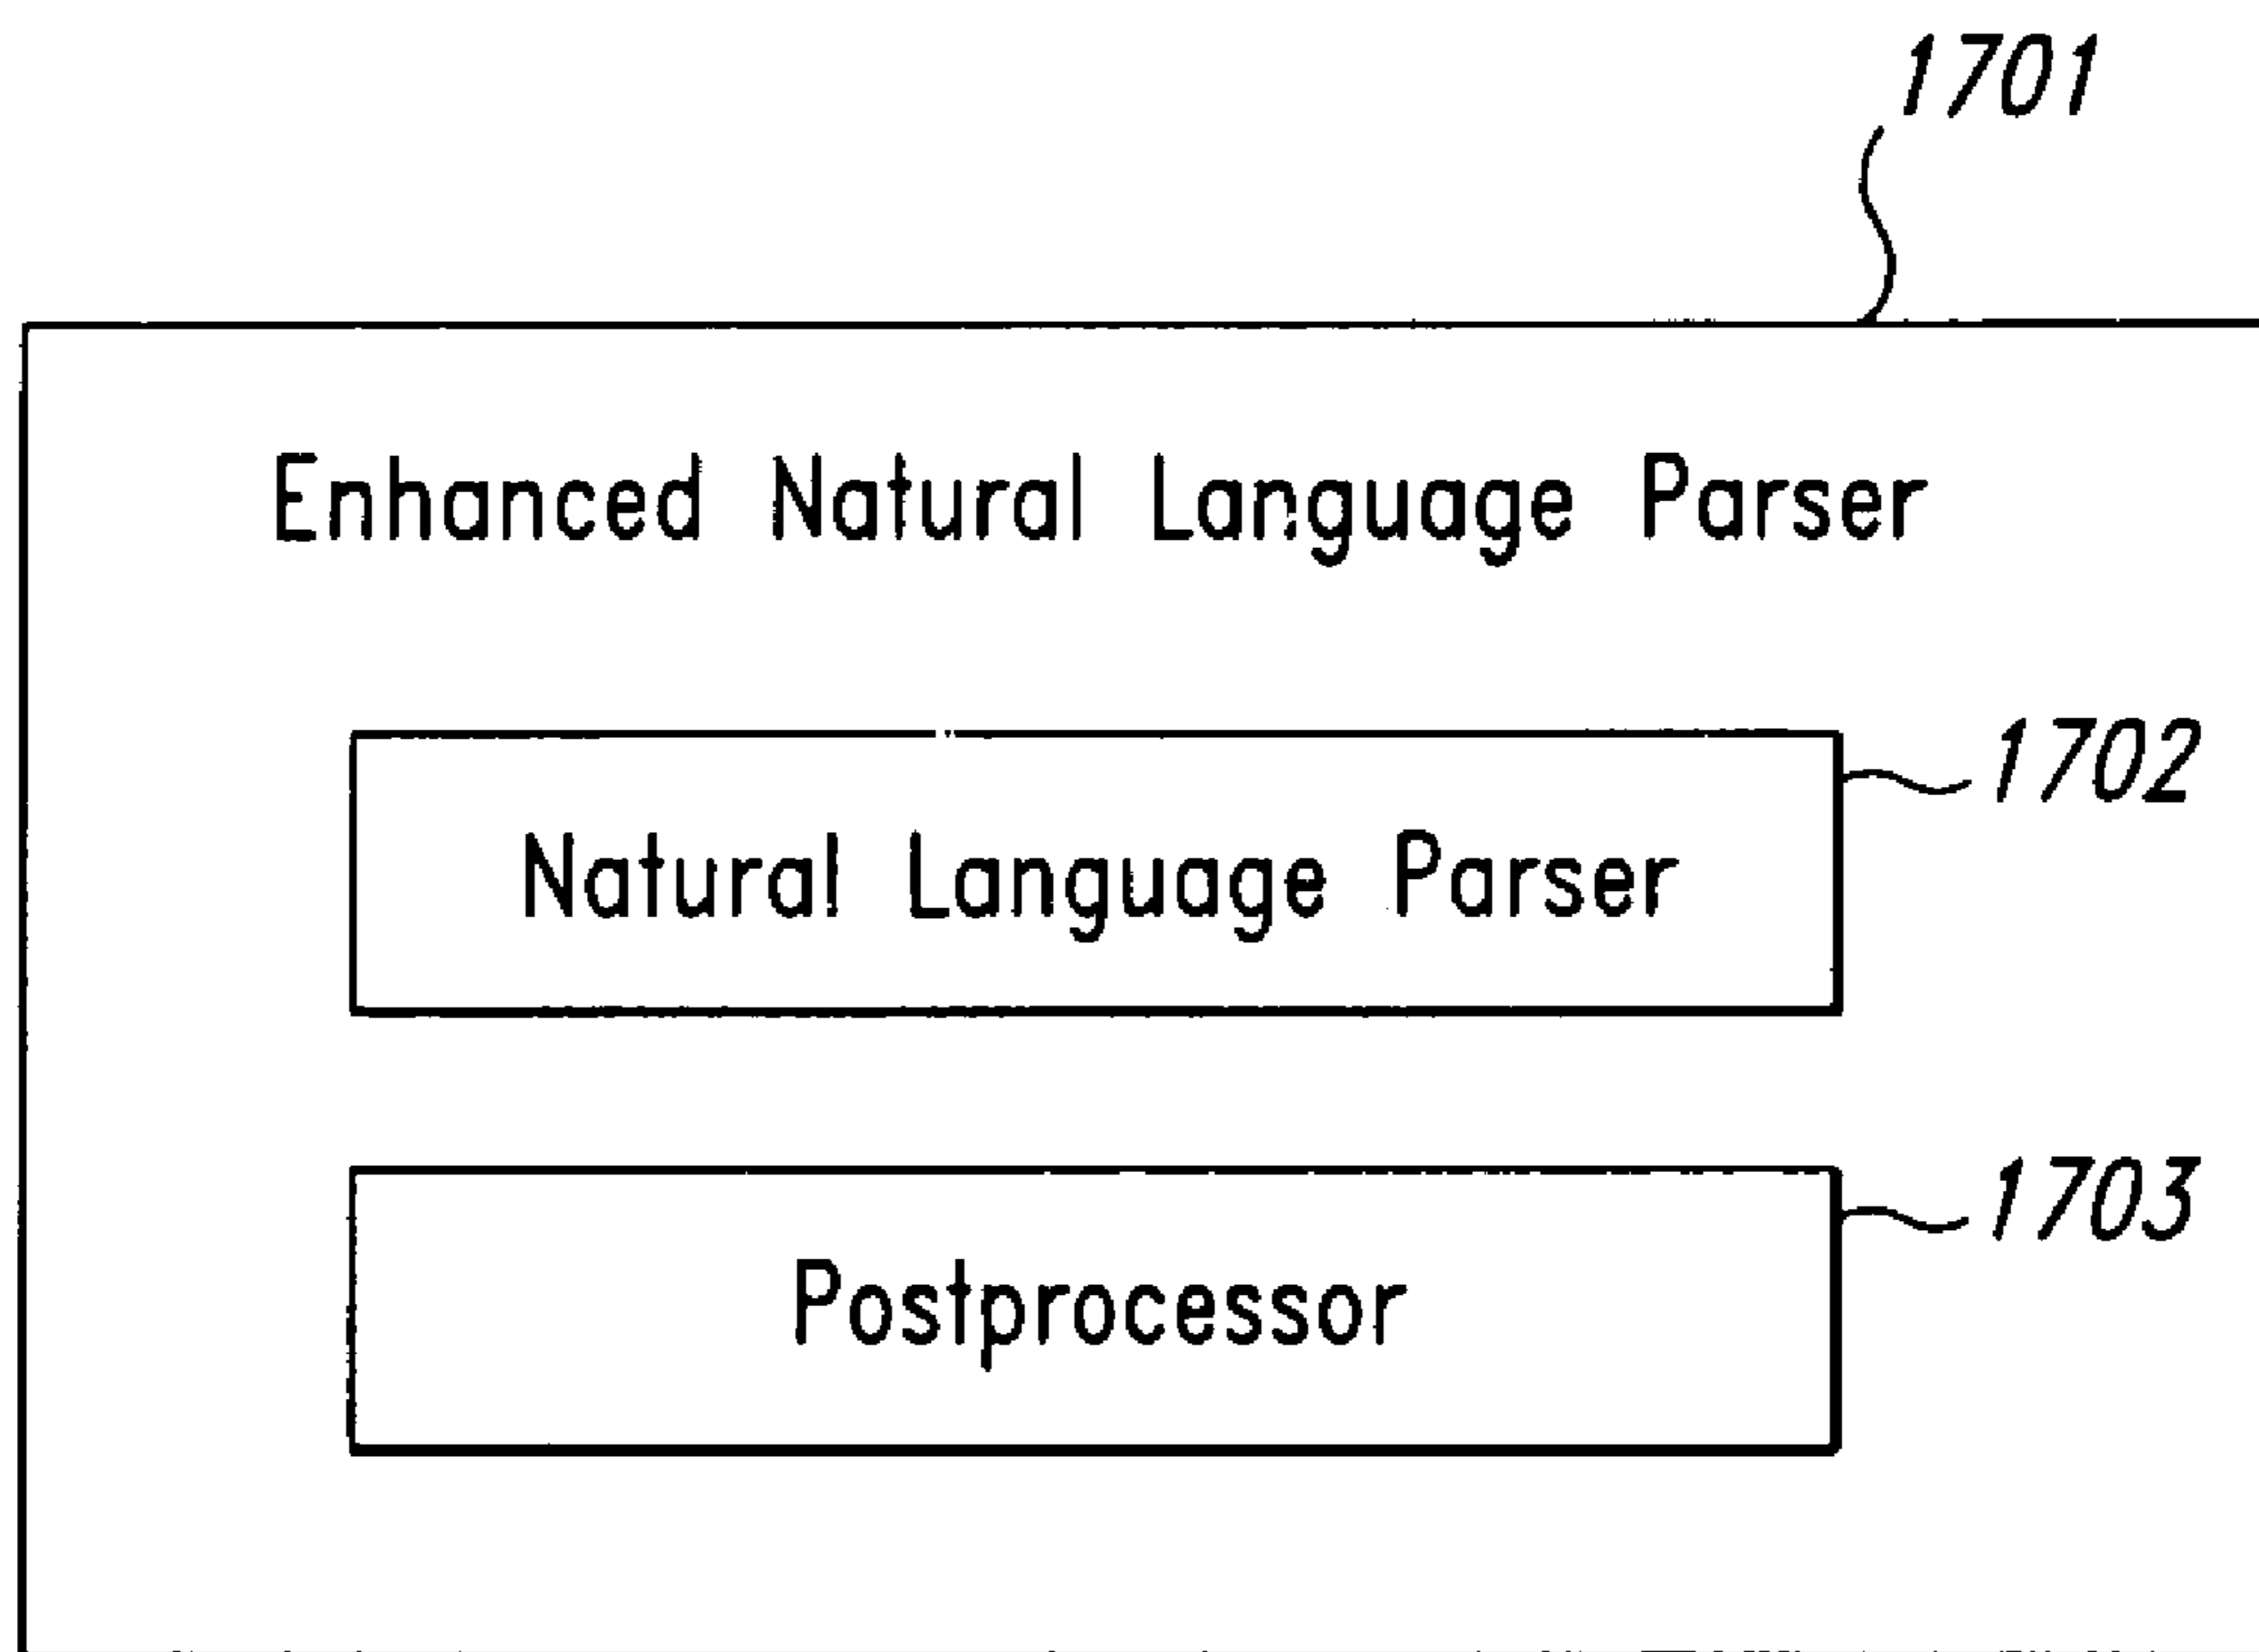 1701
Enhanced Natural Language Parser
1702
Natural Language Parser
1703
Postprocessor